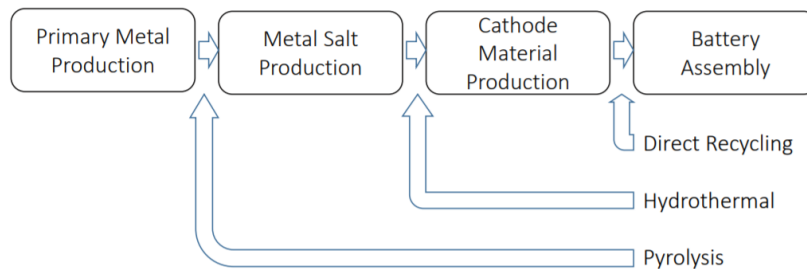 Primary Metal
Production
Metal Salt
Production
Cathode
Material
Production
Battery
Assembly
Direct Recycling
Hydrothermal
Pyrolysis